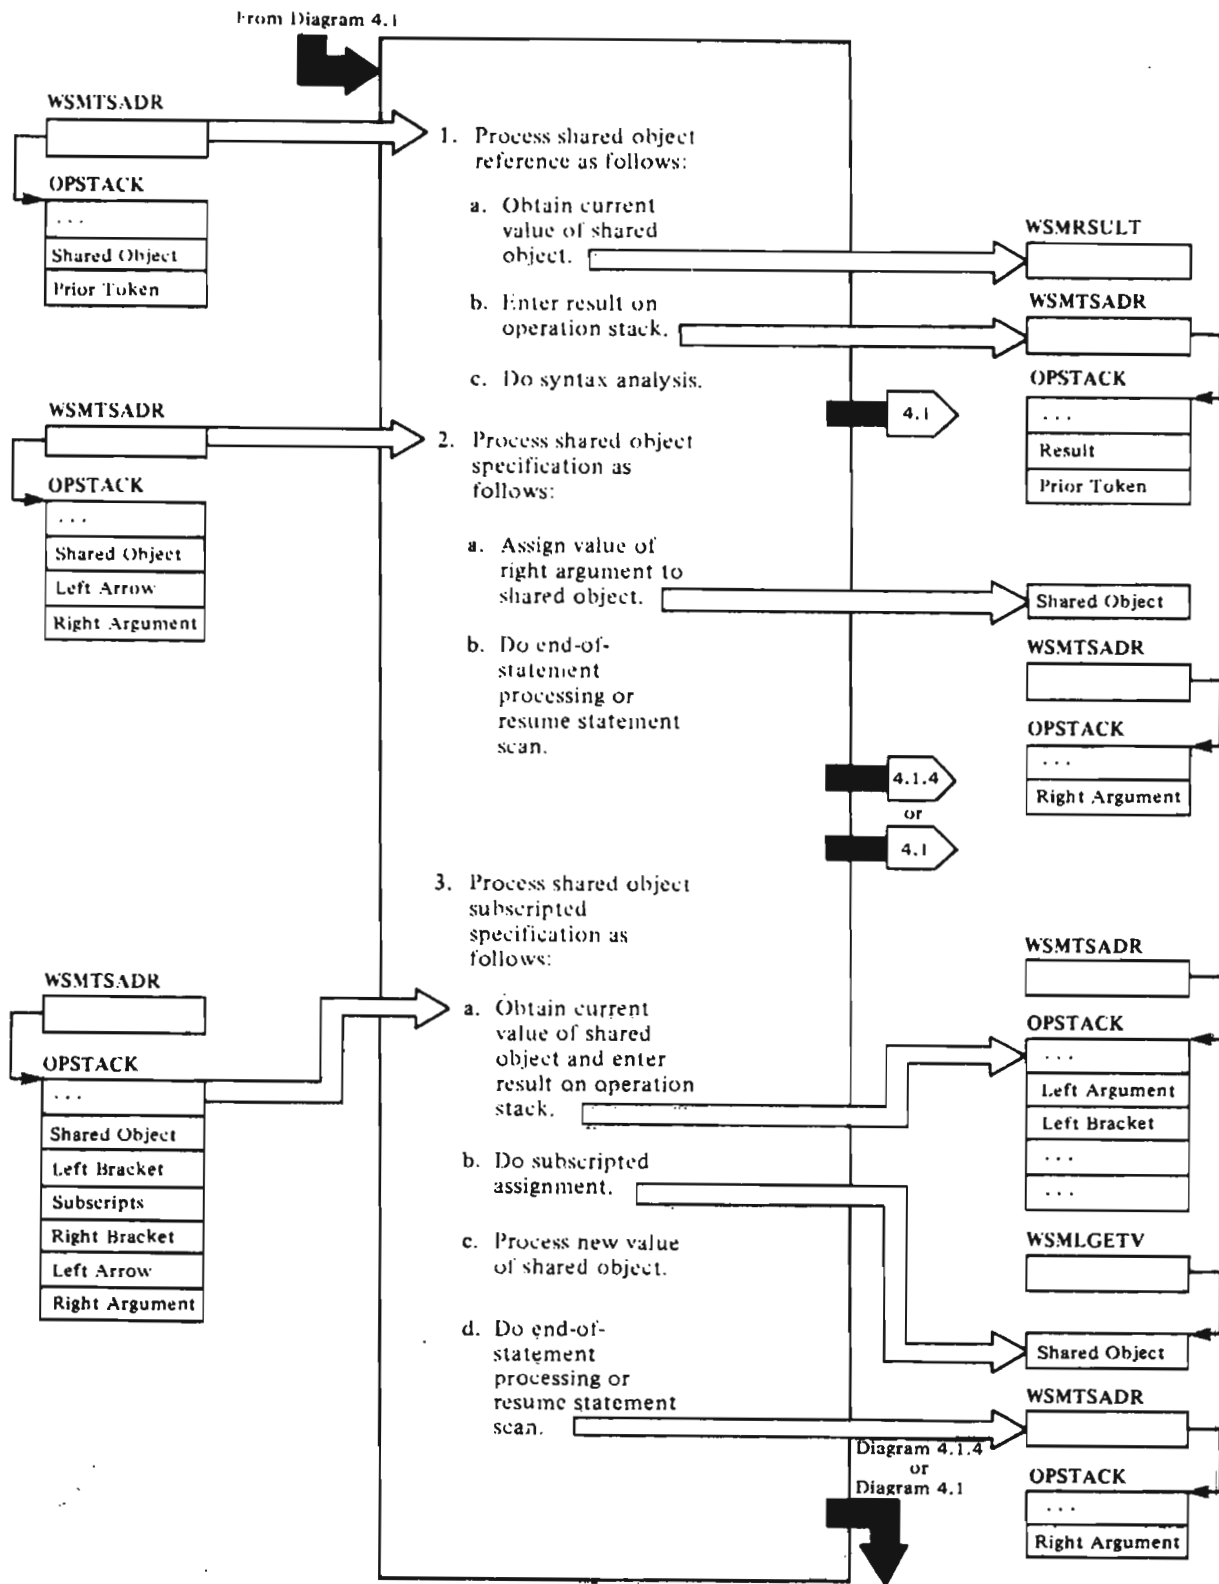 From Diagram 4.1
WSMTSADR
OPSTACK
...
Shared Object
Prior Token
1. Process shared object
reference as follows:
a. Obtain current
value of shared
object.
b. Enter result on
operation stack.
c. Do syntax analysis.
WSMRSULT
WSMTSADR
OPSTACK
...
Result
Prior Token
4.1
WSMTSADR
OPSTACK
...
Shared Object
Left Arrow
Right Argument
2. Process shared object
specification as
follows:
a. Assign value of
right argument to
shared object.
b. Do end-of-
statement
processing or
resume statement
scan.
Shared Object
WSMTSADR
OPSTACK
...
Right Argument
4.1.4
or
4.1
3. Process shared object
subscripted
specification as
follows:
WSMTSADR
OPSTACK
...
Shared Object
Left Bracket
Subscripts
Right Bracket
Left Arrow
Right Argument
a. Obtain current
value of shared
object and enter
result on operation
stack.
b. Do subscripted
assignment.
c. Process new value
of shared object.
d. Do end-of-
statement
processing or
resume statement
scan.
WSMTSADR
OPSTACK
...
Left Argument
Left Bracket
...
...
WSMLGETV
Shared Object
WSMTSADR
OPSTACK
...
Right Argument
Diagram 4.1.4
or
Diagram 4.1